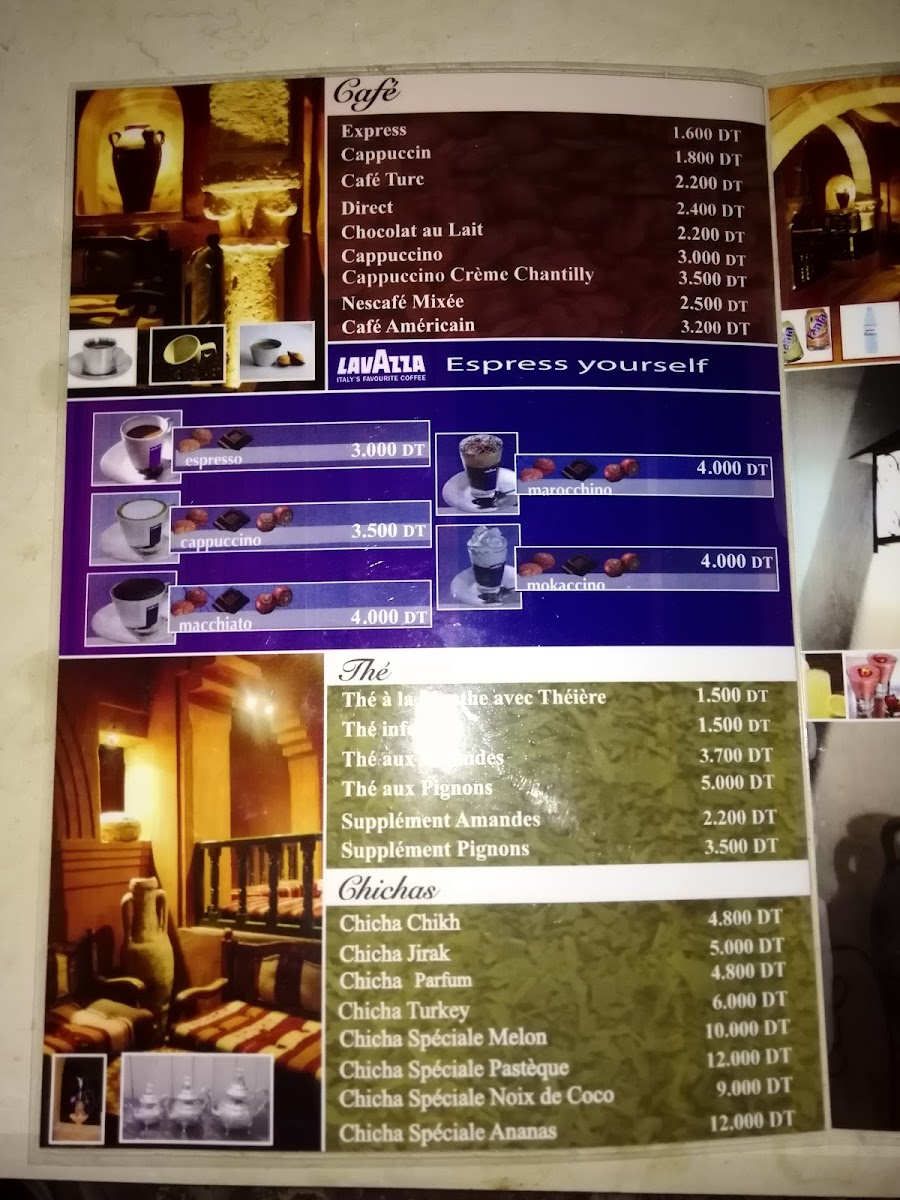 Café
Express 1.600 DT
Cappuccin 1.800 DT
Café Turc 2.200 DT
Direct 2.400 DT
Chocolat au Lait 2.200 DT
Cappuccino 3.000 DT
Cappuccino Crème Chantilly 3.500 DT
Nescafé Mixée 2.500 DT
Café Américain 3.200 DT
LAVAZZA Espress yourself
ITALY'S FAVOURITE COFFEE
espresso 3.000 DT
cappuccino 3.500 DT
macchiato 4.000 DT
marocchino 4.000 DT
mokaccino 4.000 DT
Thé
Thé à la Menthe avec Théière 1.500 DT
Thé 1.500 DT
Thé aux Amandes 3.700 DT
Thé aux Pignons 5.000 DT
Supplément Amandes 2.200 DT
Supplément Pignons 3.500 DT
Chichas
Chicha Chikh 4.800 DT
Chicha Jirak 5.000 DT
Chicha Parfum 4.800 DT
Chicha Turkey 6.000 DT
Chicha Spéciale Melon 10.000 DT
Chicha Spéciale Pastèque 12.000 DT
Chicha Spéciale Noix de Coco 9.000 DT
Chicha Spéciale Ananas 12.000 DT